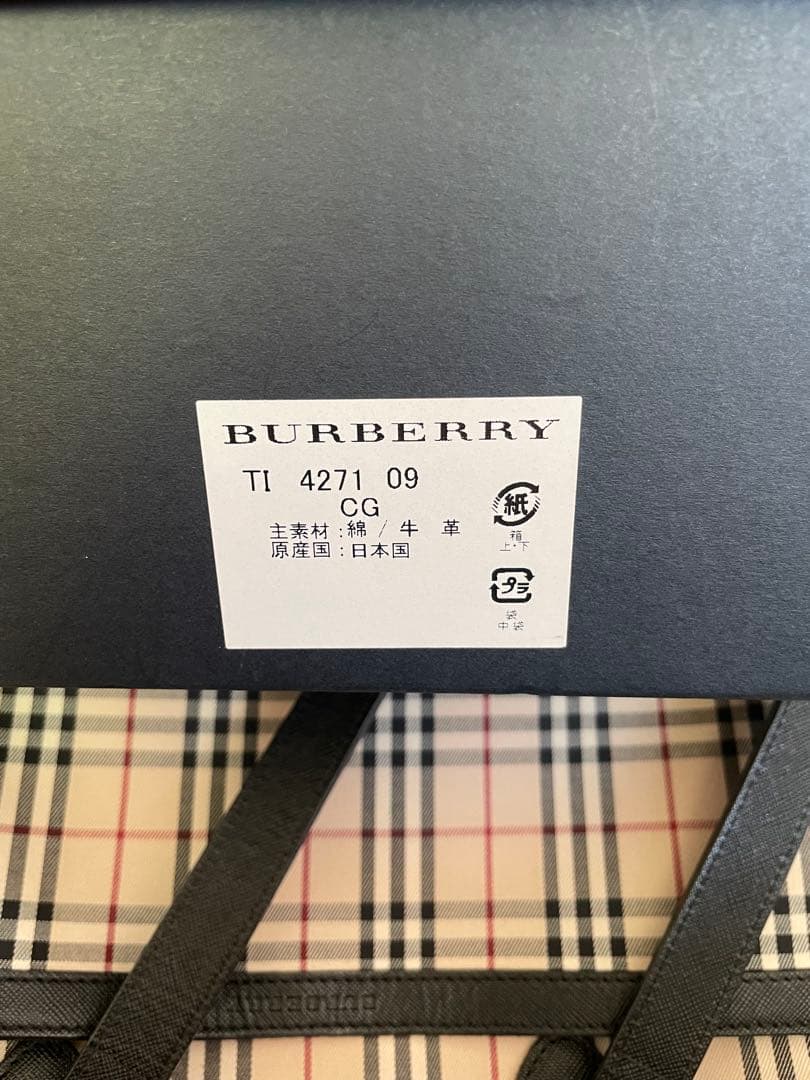 BURBERRY
TI 4271 09
CG
主素材:綿 / 牛 革
原産国:日本国
紙
箱
上・下
プラ
袋
中袋
BURBERRY